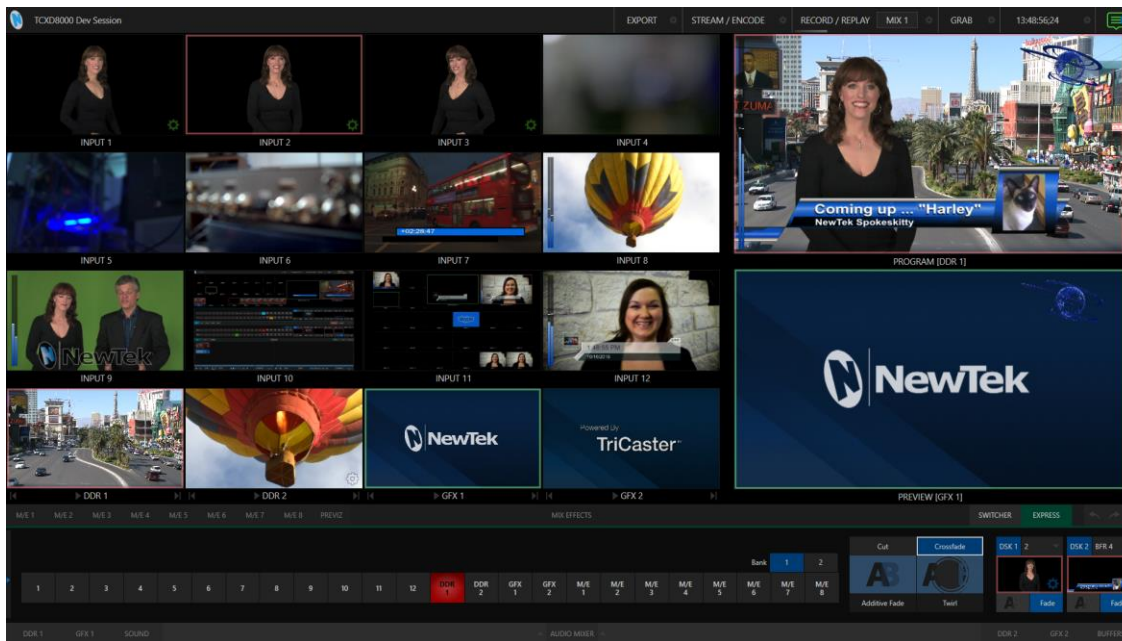 TCXD8000 Dev Session
EXPORT
STREAM / ENCODE
RECORD / REPLAY
MIX 1
GRAB
13:48:56;24
INPUT 1
INPUT 2
INPUT 3
INPUT 4
T ZUMA
Coming up ... "Harley"
NewTek Spokeskitty
PROGRAM [DDR 1]
+02:29:47
INPUT 5
INPUT 6
INPUT 7
INPUT 8
NewTek
INPUT 9
INPUT 10
INPUT 11
INPUT 12
NewTek
NewTek
Powered By
TriCaster™
DDR 1
DDR 2
GFX 1
GFX 2
PREVIEW [GFX 1]
M/E 1
M/E 2
M/E 3
M/E 4
M/E 5
M/E 6
M/E 7
M/E 8
PREVIZ
MIX EFFECTS
SWITCHER
EXPRESS
Cut
Crossfade
DSK 1
2
DSK 2
BFR 4
Bank
1
2
1
2
3
4
5
6
7
8
9
10
11
12
DDR 1
DDR 2
GFX 1
GFX 2
M/E 1
M/E 2
M/E 3
M/E 4
M/E 5
M/E 6
M/E 7
M/E 8
Additive Fade
Twirl
Fade
DDR 1
GFX 1
SOUND
AUDIO MIXER
DDR 2
GFX 2
BUFFERS